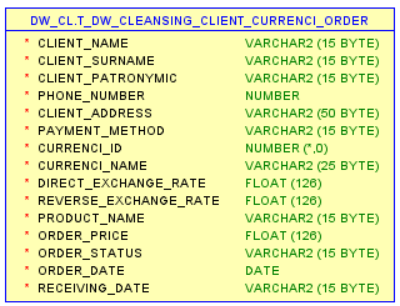 DW_CL.T_DW_CLEANSING_CLIENT_CURRENCI_ORDER
* CLIENT_NAME VARCHAR2 (15 BYTE)
* CLIENT_SURNAME VARCHAR2 (15 BYTE)
* CLIENT_PATRONYMIC VARCHAR2 (15 BYTE)
* PHONE_NUMBER NUMBER
* CLIENT_ADDRESS VARCHAR2 (50 BYTE)
* PAYMENT_METHOD VARCHAR2 (15 BYTE)
* CURRENCI_ID NUMBER (*,0)
* CURRENCI_NAME VARCHAR2 (25 BYTE)
* DIRECT_EXCHANGE_RATE FLOAT (126)
* REVERSE_EXCHANGE_RATE FLOAT (126)
* PRODUCT_NAME VARCHAR2 (15 BYTE)
* ORDER_PRICE FLOAT (126)
* ORDER_STATUS VARCHAR2 (15 BYTE)
* ORDER_DATE DATE
* RECEIVING_DATE VARCHAR2 (15 BYTE)